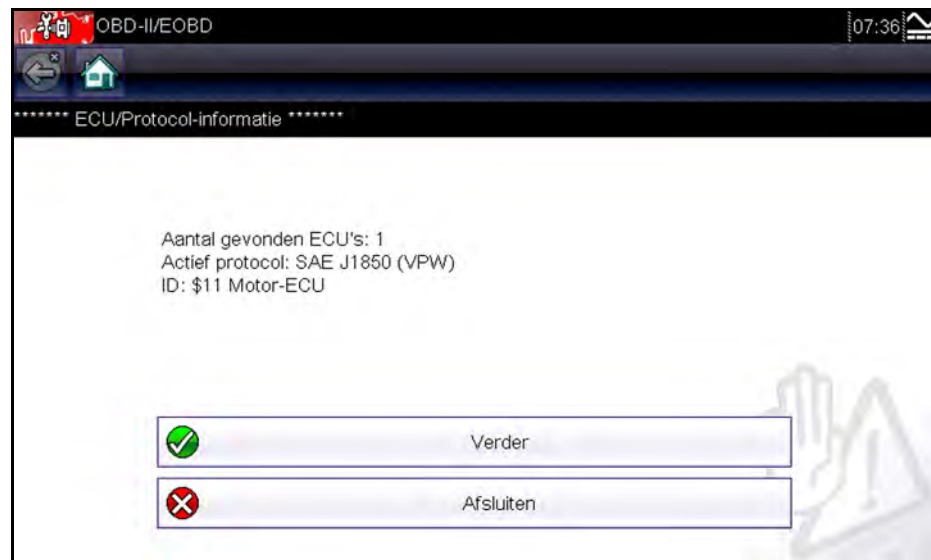 OBD-II/EOBD
07:36
******* ECU/Protocol-informatie *******
Aantal gevonden ECU's: 1
Actief protocol: SAE J1850 (VPW)
ID: $11 Motor-ECU
Verder
Afsluiten